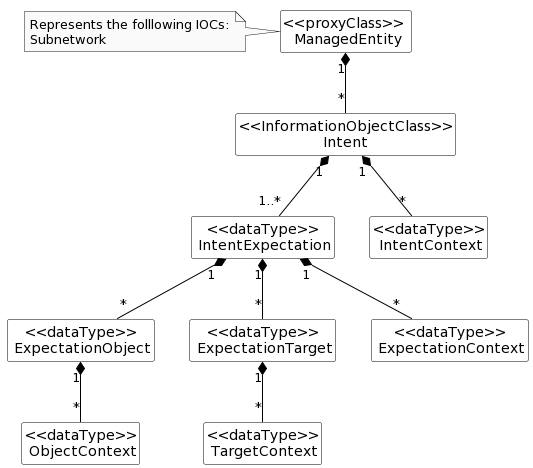 Represents the folllowing IOCs:
Subnetwork
<<proxyClass>>
ManagedEntity
1
*
<<InformationObjectClass>>
Intent
1
1
1..*
*
<<dataType>>
IntentExpectation
<<dataType>>
IntentContext
1
1
1
*
*
*
<<dataType>>
ExpectationObject
<<dataType>>
ExpectationTarget
<<dataType>>
ExpectationContext
1
1
*
*
<<dataType>>
ObjectContext
<<dataType>>
TargetContext